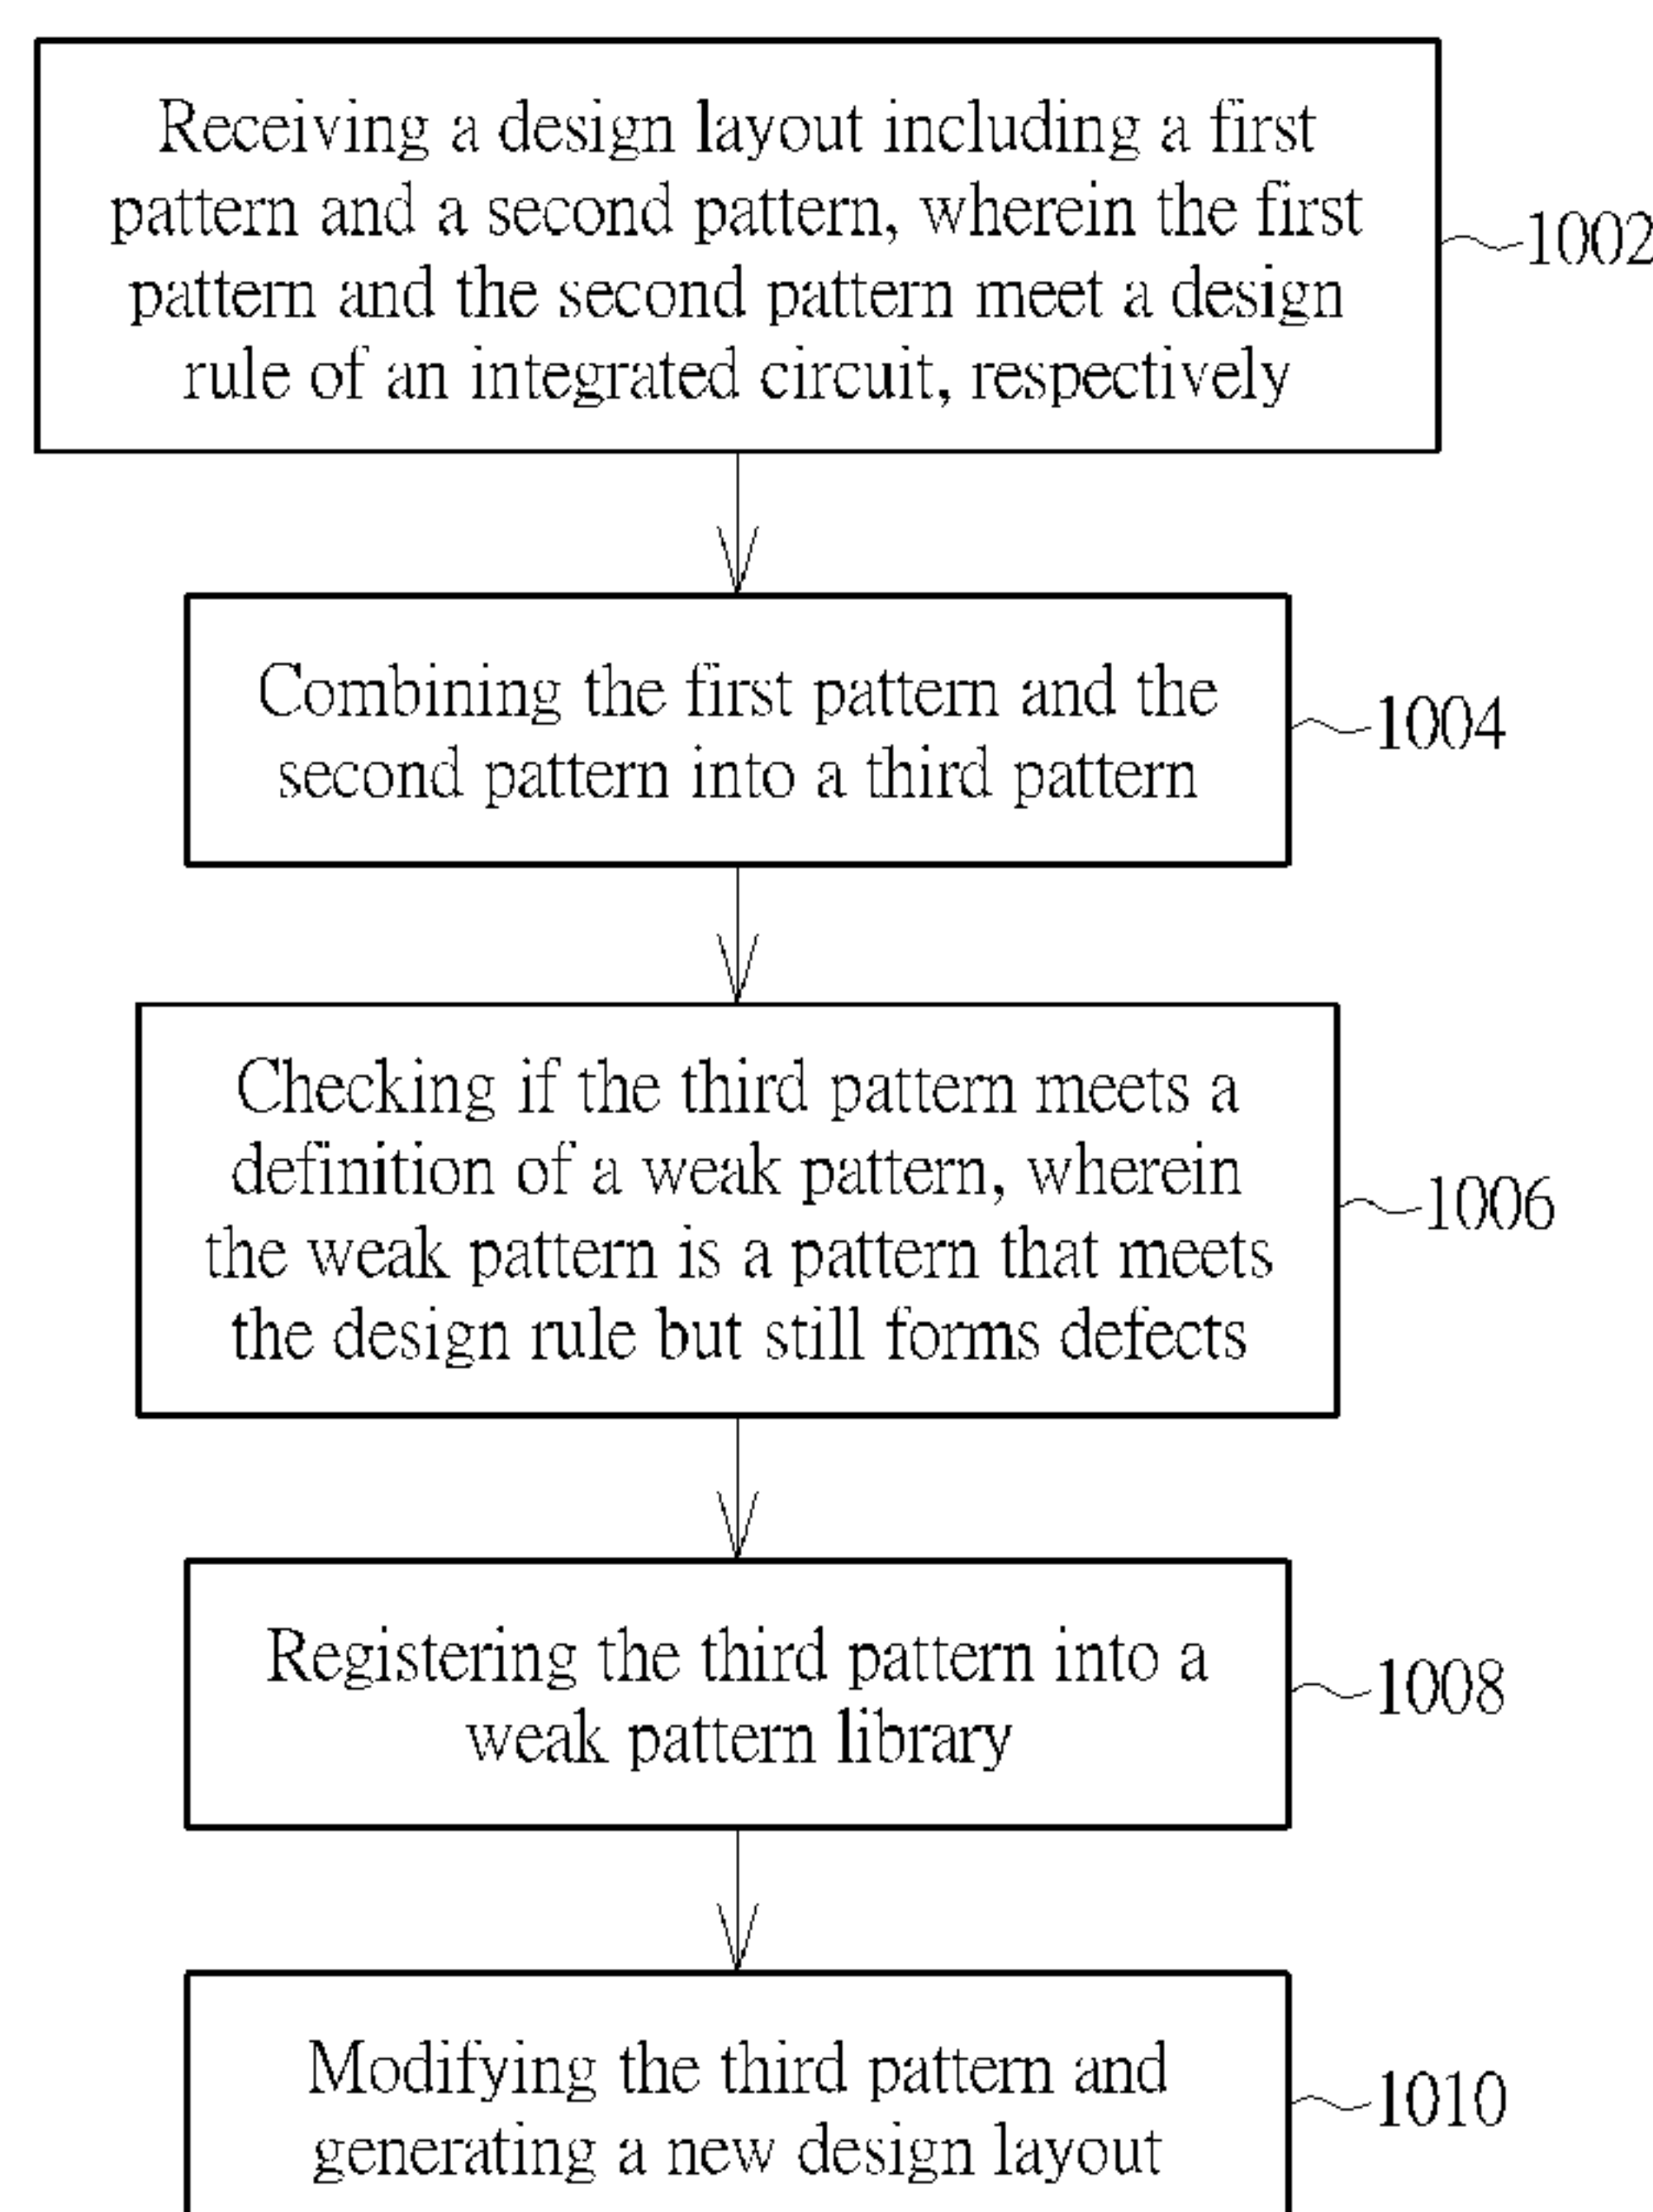 Receiving a design layout including a first
pattern and a second pattern, wherein the first
pattern and the second pattern meet a design
rule of an integrated circuit, respectively
1002
Combining the first pattern and the
second pattern into a third pattern
1004
Checking if the third pattern meets a
definition of a weak pattern, wherein
the weak pattern is a pattern that meets
the design rule but still forms defects
1006
Registering the third pattern into a
weak pattern library
1008
Modifying the third pattern and
generating a new design layout
1010